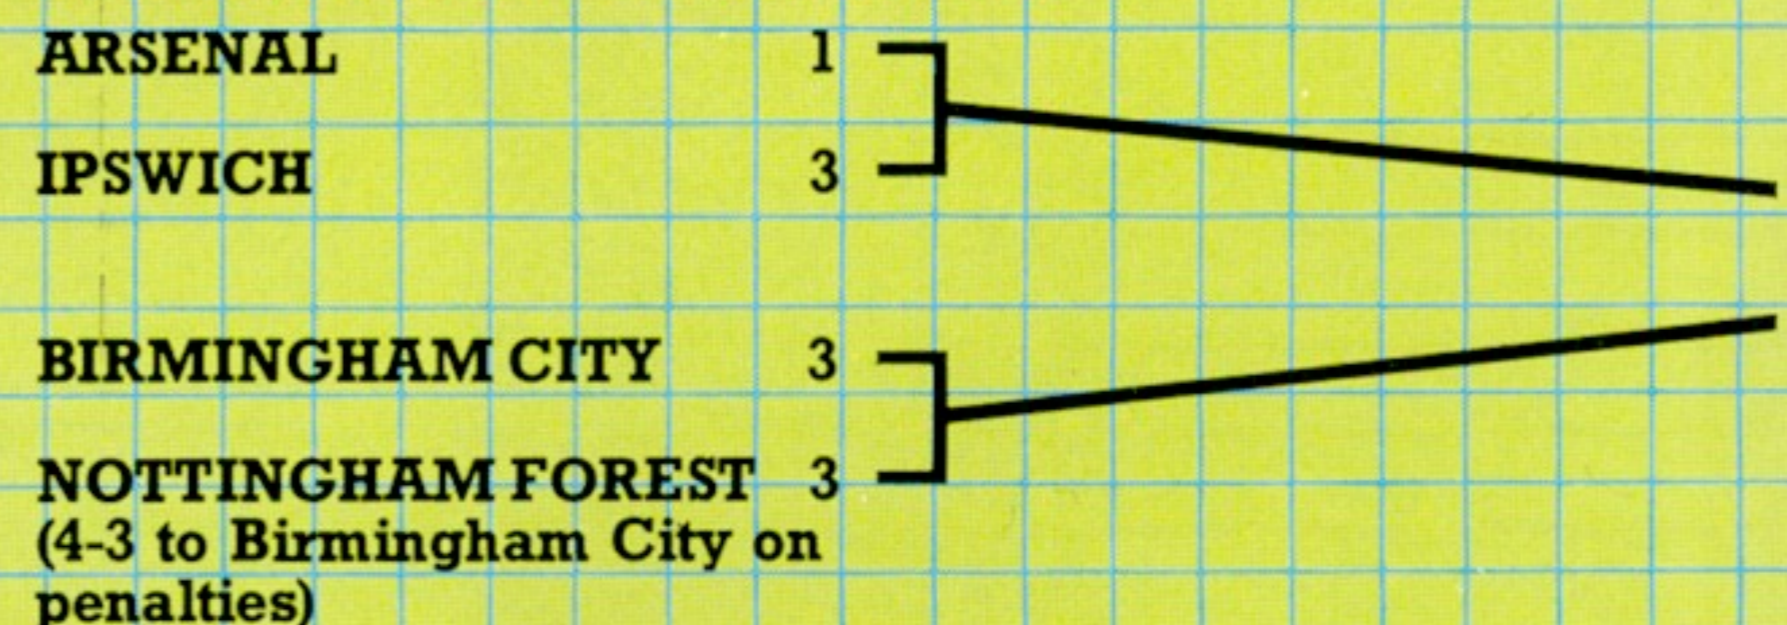 ARSENAL 1
IPSWICH 3
BIRMINGHAM CITY 3
NOTTINGHAM FOREST 3
(4-3 to Birmingham City on
penalties)